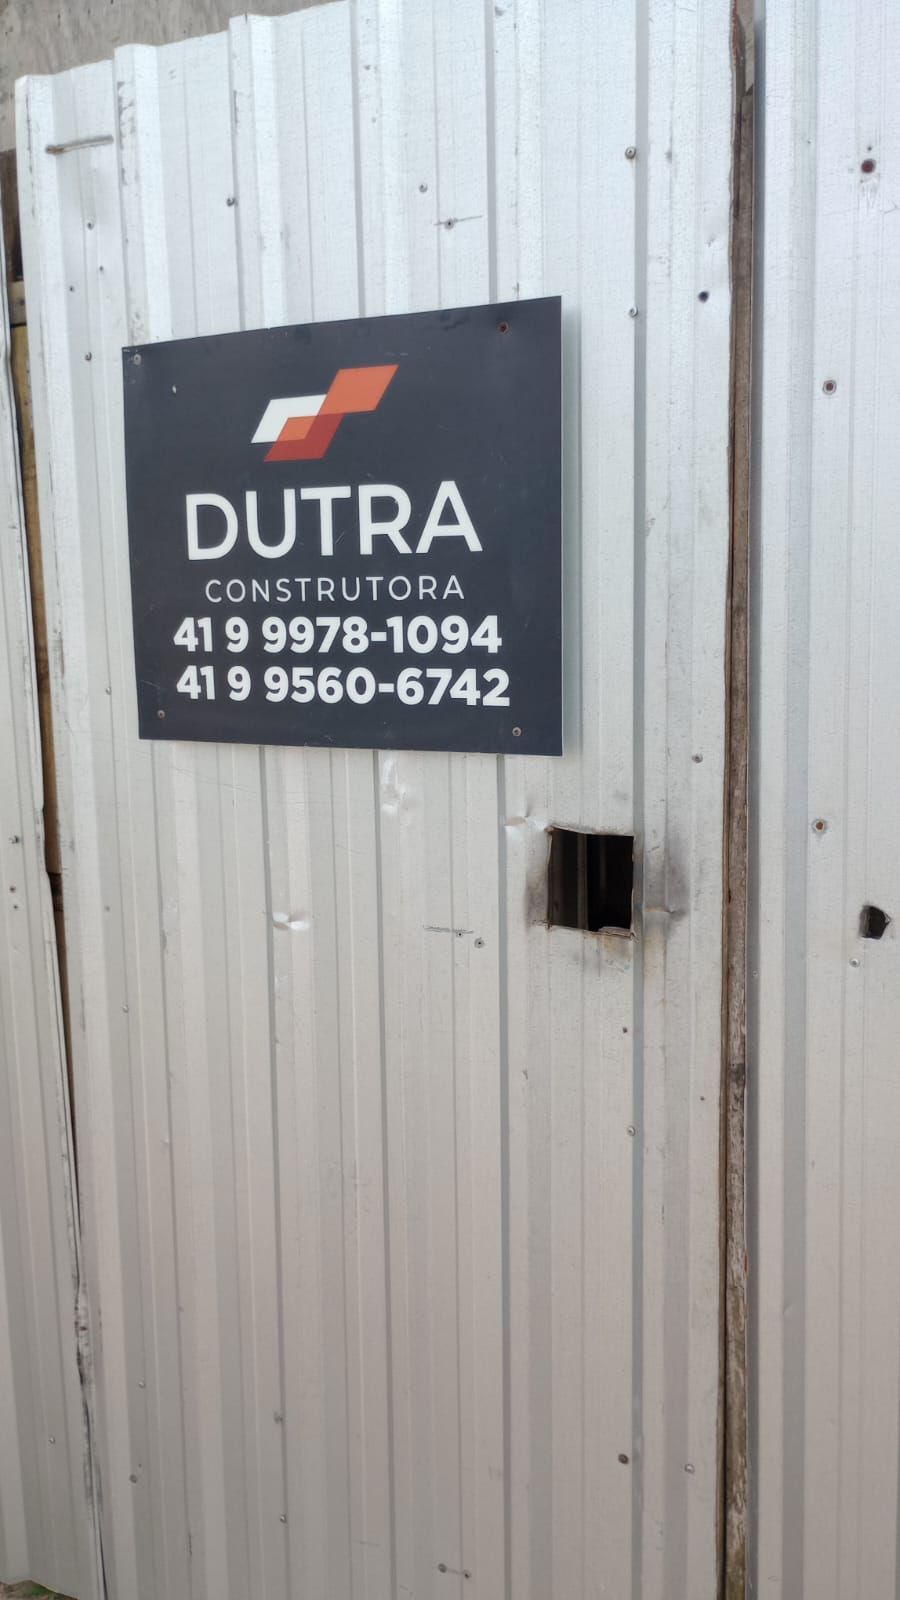 DUTRA
CONSTRUTORA
41 9 9978-1094
41 9 9560-6742